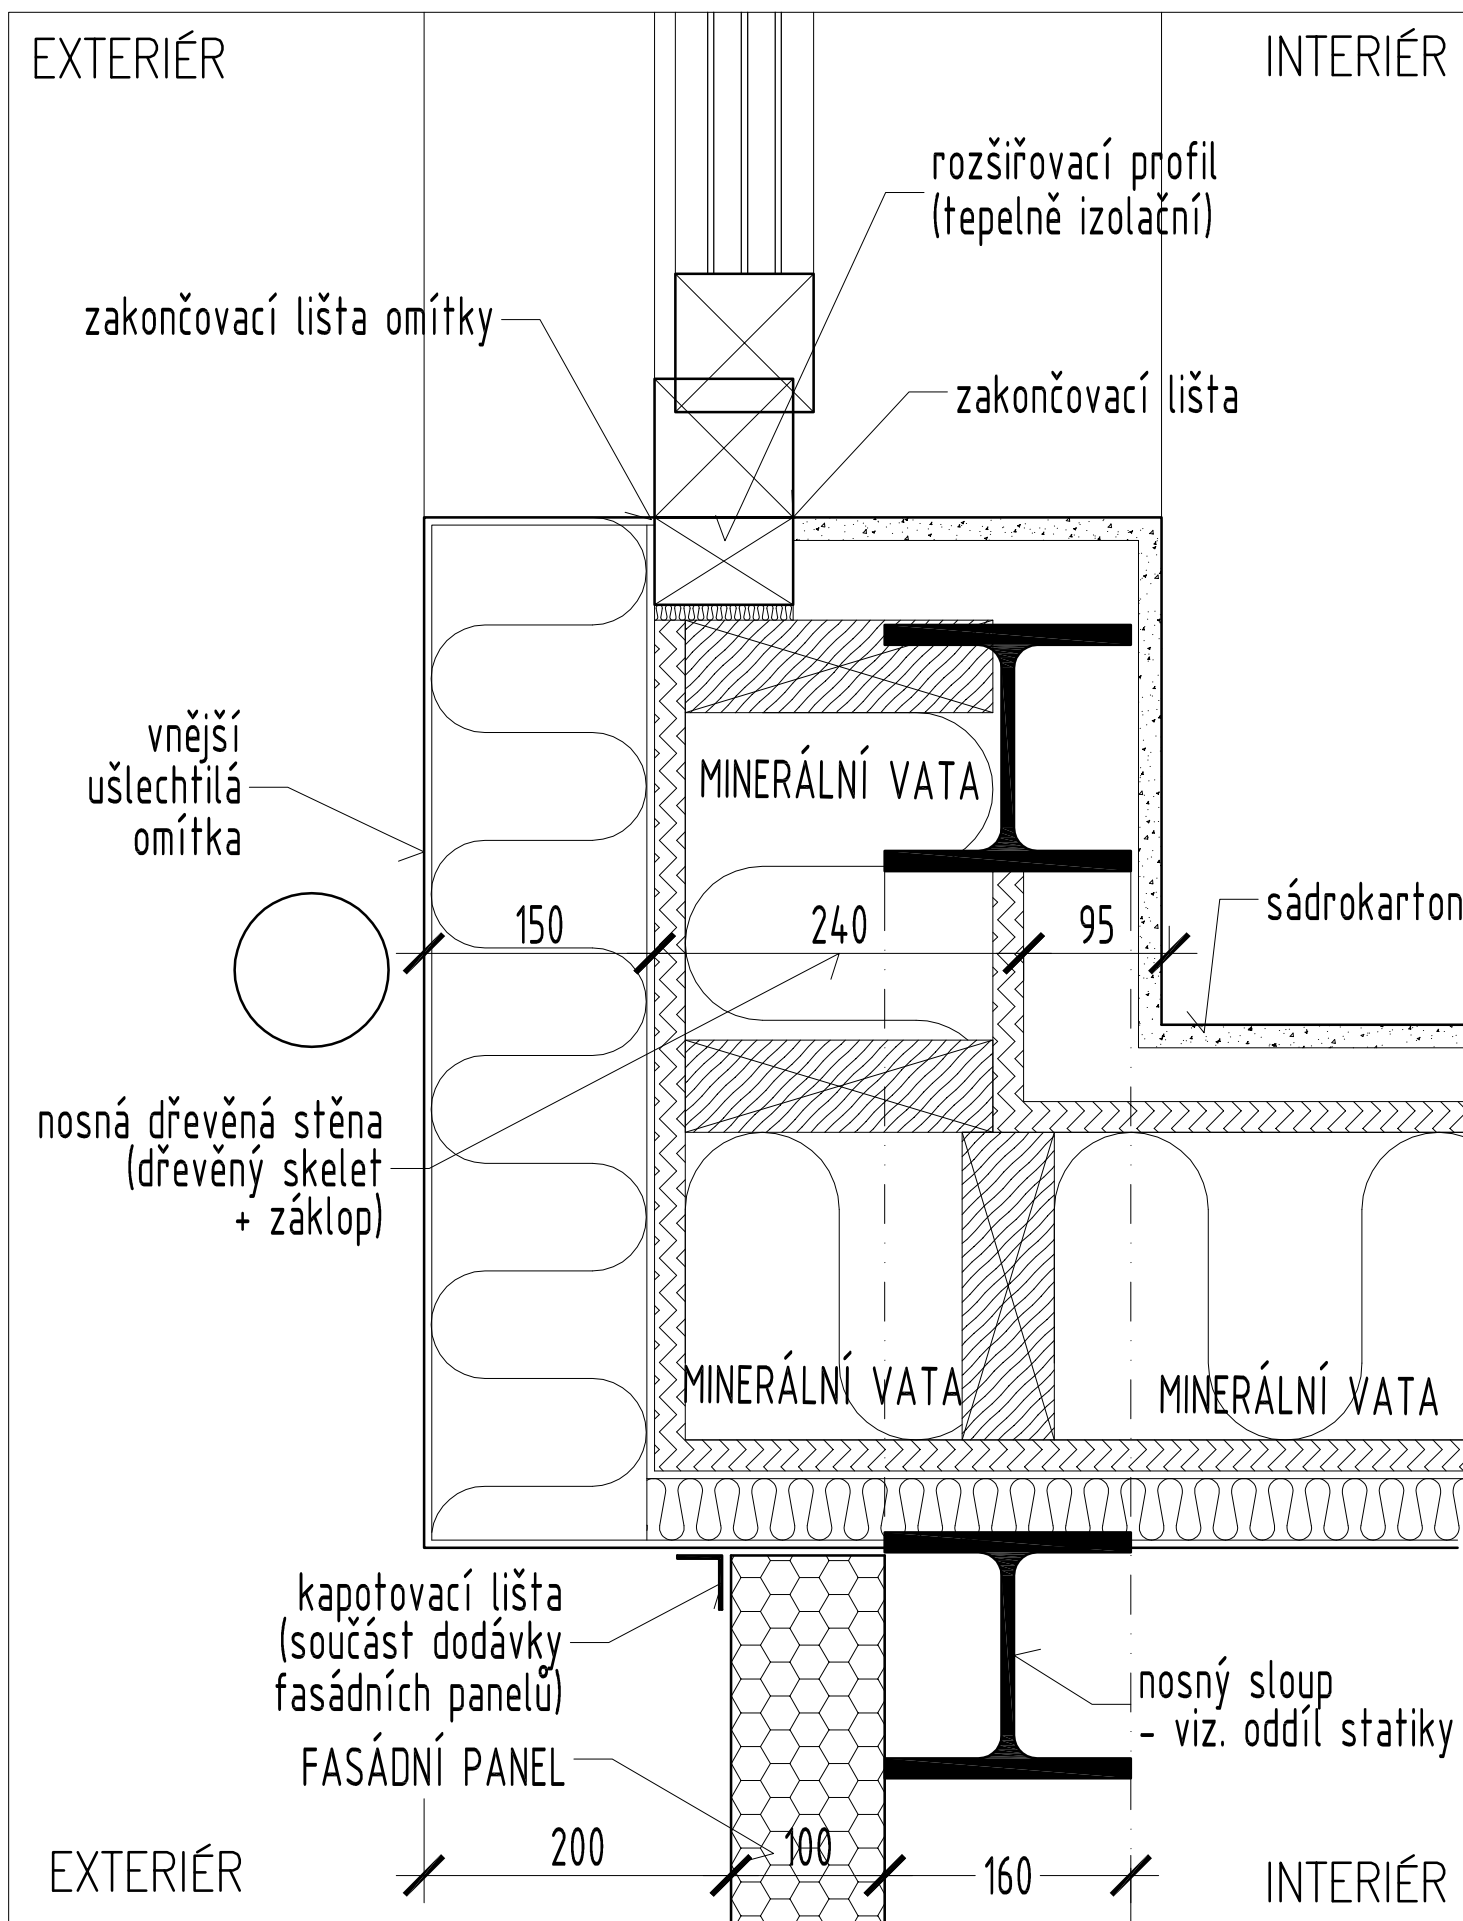 EXTERIÉR
INTERIÉR
rozšiřovací profil
(tepelně izolační)
zakončovací lišta omítky
zakončovací lišta
vnější
ušlechtilá
omítka
MINERÁLNÍ VATA
150
240
95
sádrokarton
nosná dřevěná stěna
(dřevěný skelet
+ záklop)
MINERÁLNÍ VATA
MINERÁLNÍ VATA
kapotovací lišta
(součást dodávky
fasádních panelů)
nosný sloup
- viz. oddíl statiky
FASÁDNÍ PANEL
200
100
160
EXTERIÉR
INTERIÉR